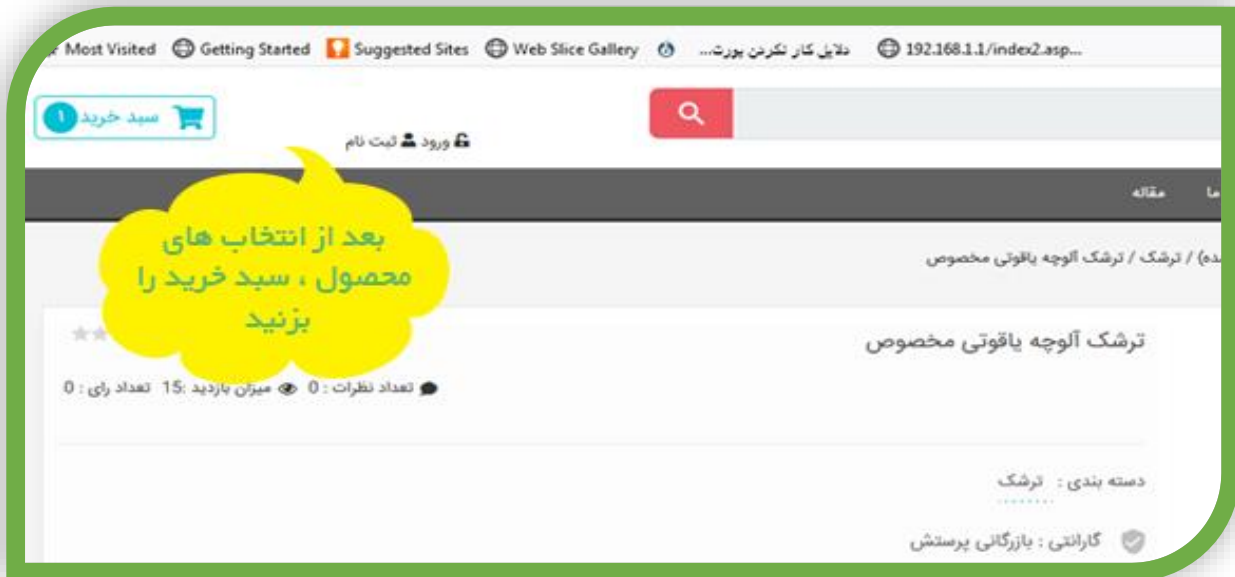 Most Visited Getting Started Suggested Sites Web Slice Gallery دلایل کار نکردن پورت... 192.168.1.1/index2.asp...
سبد خرید ۱
ورود ثبت نام
ما مقاله
بعد از انتخاب های
محصول ، سبد خرید را
بزنید
ده) / ترشک / ترشک آلوچه یاقوتی مخصوص
ترشک آلوچه یاقوتی مخصوص
تعداد نظرات : 0 میزان بازدید :15 تعداد رای : 0
دسته بندی : ترشک
گارانتی : بازرگانی پرستش